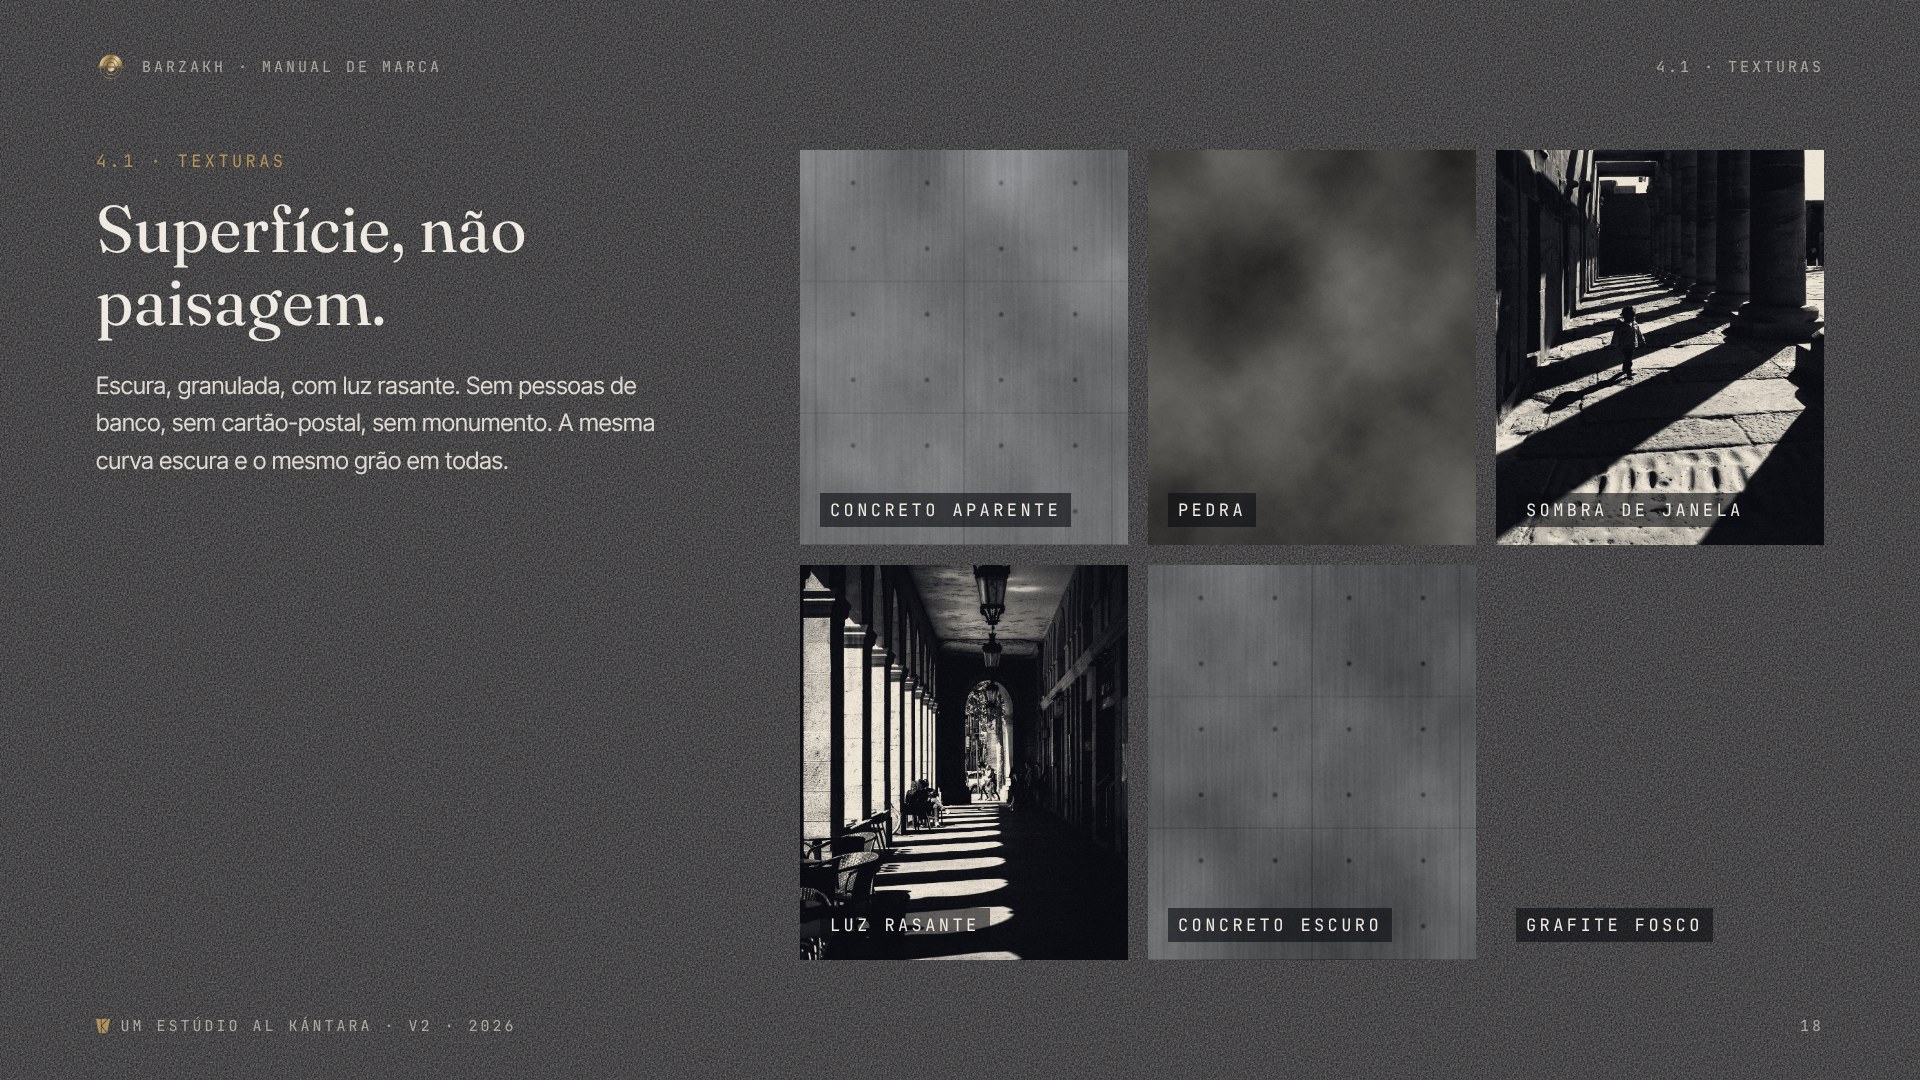 BARZAKH · MANUAL DE MARCA
4.1 · TEXTURAS
4.1 · TEXTURAS
Superfície, não
paisagem.
Escura, granulada, com luz rasante. Sem pessoas de
banco, sem cartão-postal, sem monumento. A mesma
curva escura e o mesmo grão em todas.
CONCRETO APARENTE
PEDRA
SOMBRA DE JANELA
LUZ RASANTE
CONCRETO ESCURO
GRAFITE FOSCO
K UM ESTÚDIO AL KÁNTARA · V2 · 2026
18